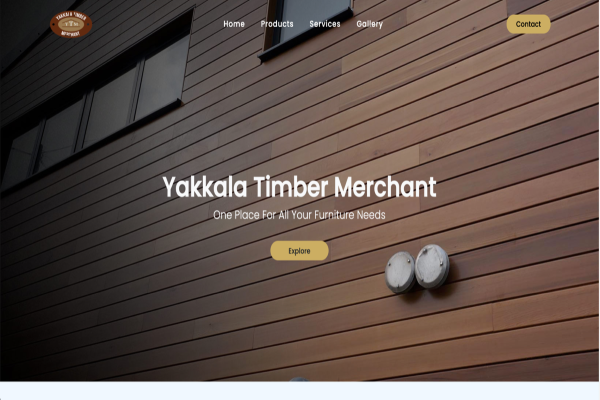 YAKKALA TIMBER
MERCHANT
Home
Products
Services
Gallery
Contact
Yakkala Timber Merchant
One Place For All Your Furniture Needs
Explore